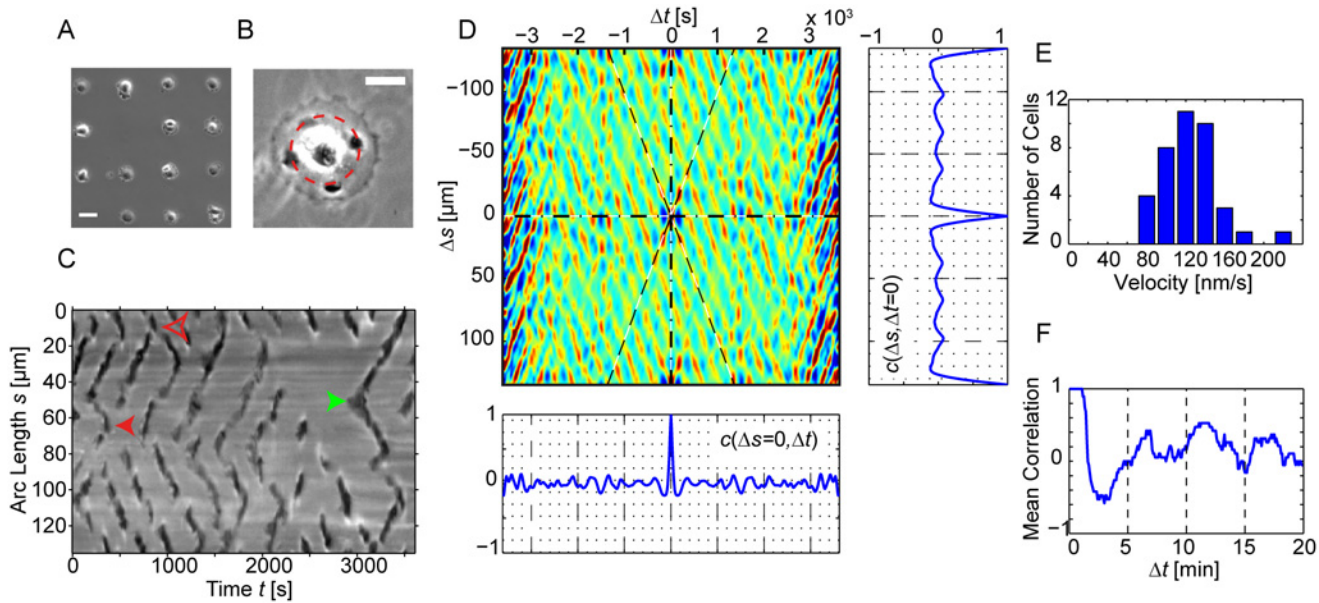 A
B
C
Arc Length s [µm]
0
20
40
60
80
100
120
0
1000
2000
3000
Time t [s]
D
Δt [s]
x 10³
−3
−2
−1
0
1
2
3
Δs [µm]
-100
-50
0
50
100
−1
0
1
c(Δs,Δt=0)
1
0
−1
c(Δs=0,Δt)
E
Number of Cells
12
8
4
0
0
40
80
120
160
200
Velocity [nm/s]
F
Mean Correlation
1
0
−1
0
5
10
15
20
Δt [min]